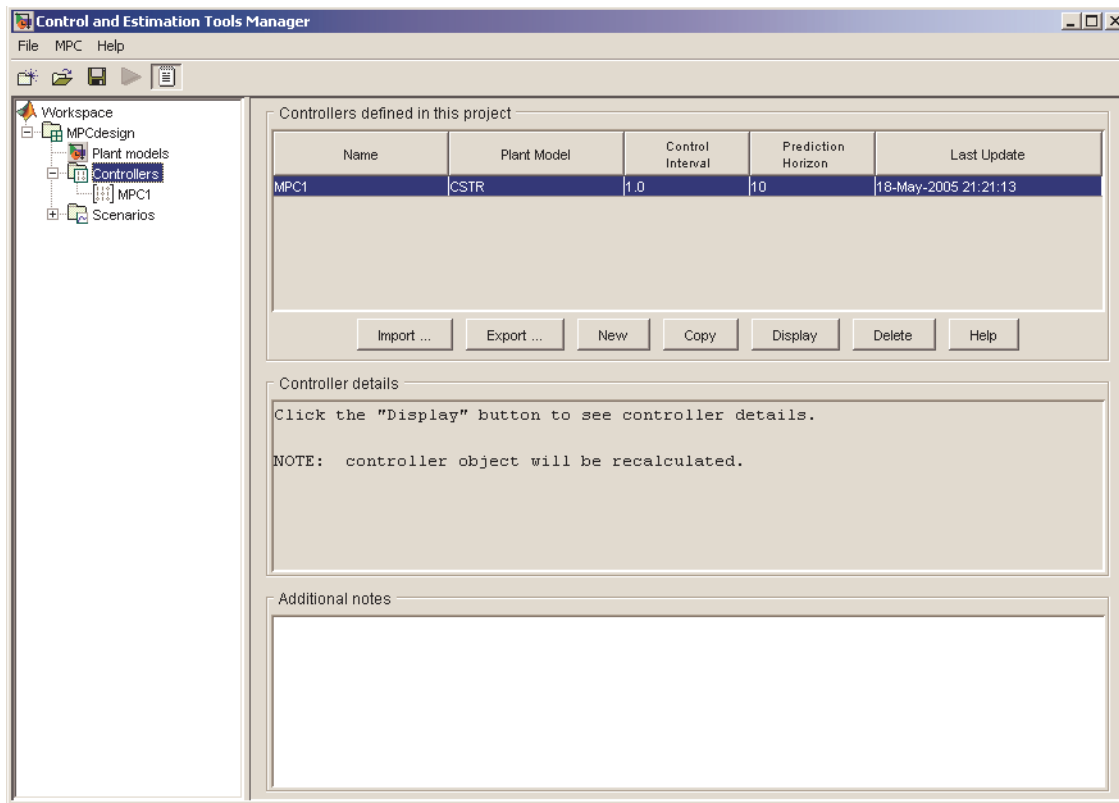 Control and Estimation Tools Manager
File MPC Help
Workspace
MPCdesign
Plant models
Controllers
MPC1
Scenarios
Controllers defined in this project
Name Plant Model Control Interval Prediction Horizon Last Update
MPC1 CSTR 1.0 10 18-May-2005 21:21:13
Import ... Export ... New Copy Display Delete Help
Controller details
Click the "Display" button to see controller details.
NOTE: controller object will be recalculated.
Additional notes